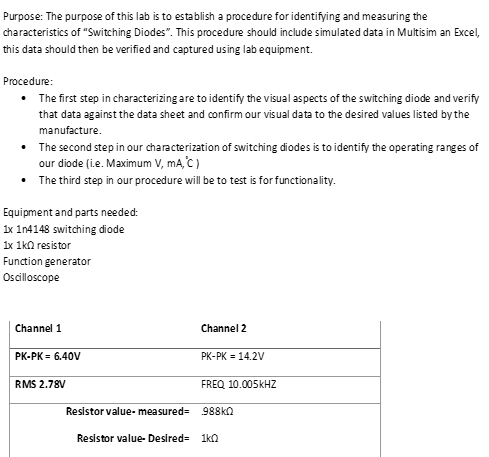 Purpose: The purpose of this lab is to establish a procedure for identifying and measuring the
characteristics of "Switching Diodes". This procedure should include simulated data in Multisim an Excel,
this data should then be verified and captured using lab equipment.
Procedure:
• The first step in characterizing are to identify the visual aspects of the switching diode and verify
that data against the data sheet and confirm our visual data to the desired values listed by the
manufacture.
• The second step in our characterization of switching diodes is to identify the operating ranges of
our diode (i.e. Maximum V, mA, °C )
• The third step in our procedure will be to test is for functionality.
Equipment and parts needed:
1x 1n4148 switching diode
1x 1kΩ resistor
Function generator
Oscilloscope
Channel 1 Channel 2
PK-PK = 6.40V PK-PK = 14.2V
RMS 2.78V FREQ 10.005kHZ
Resistor value- measured= .988kΩ
Resistor value- Desired= 1kΩ